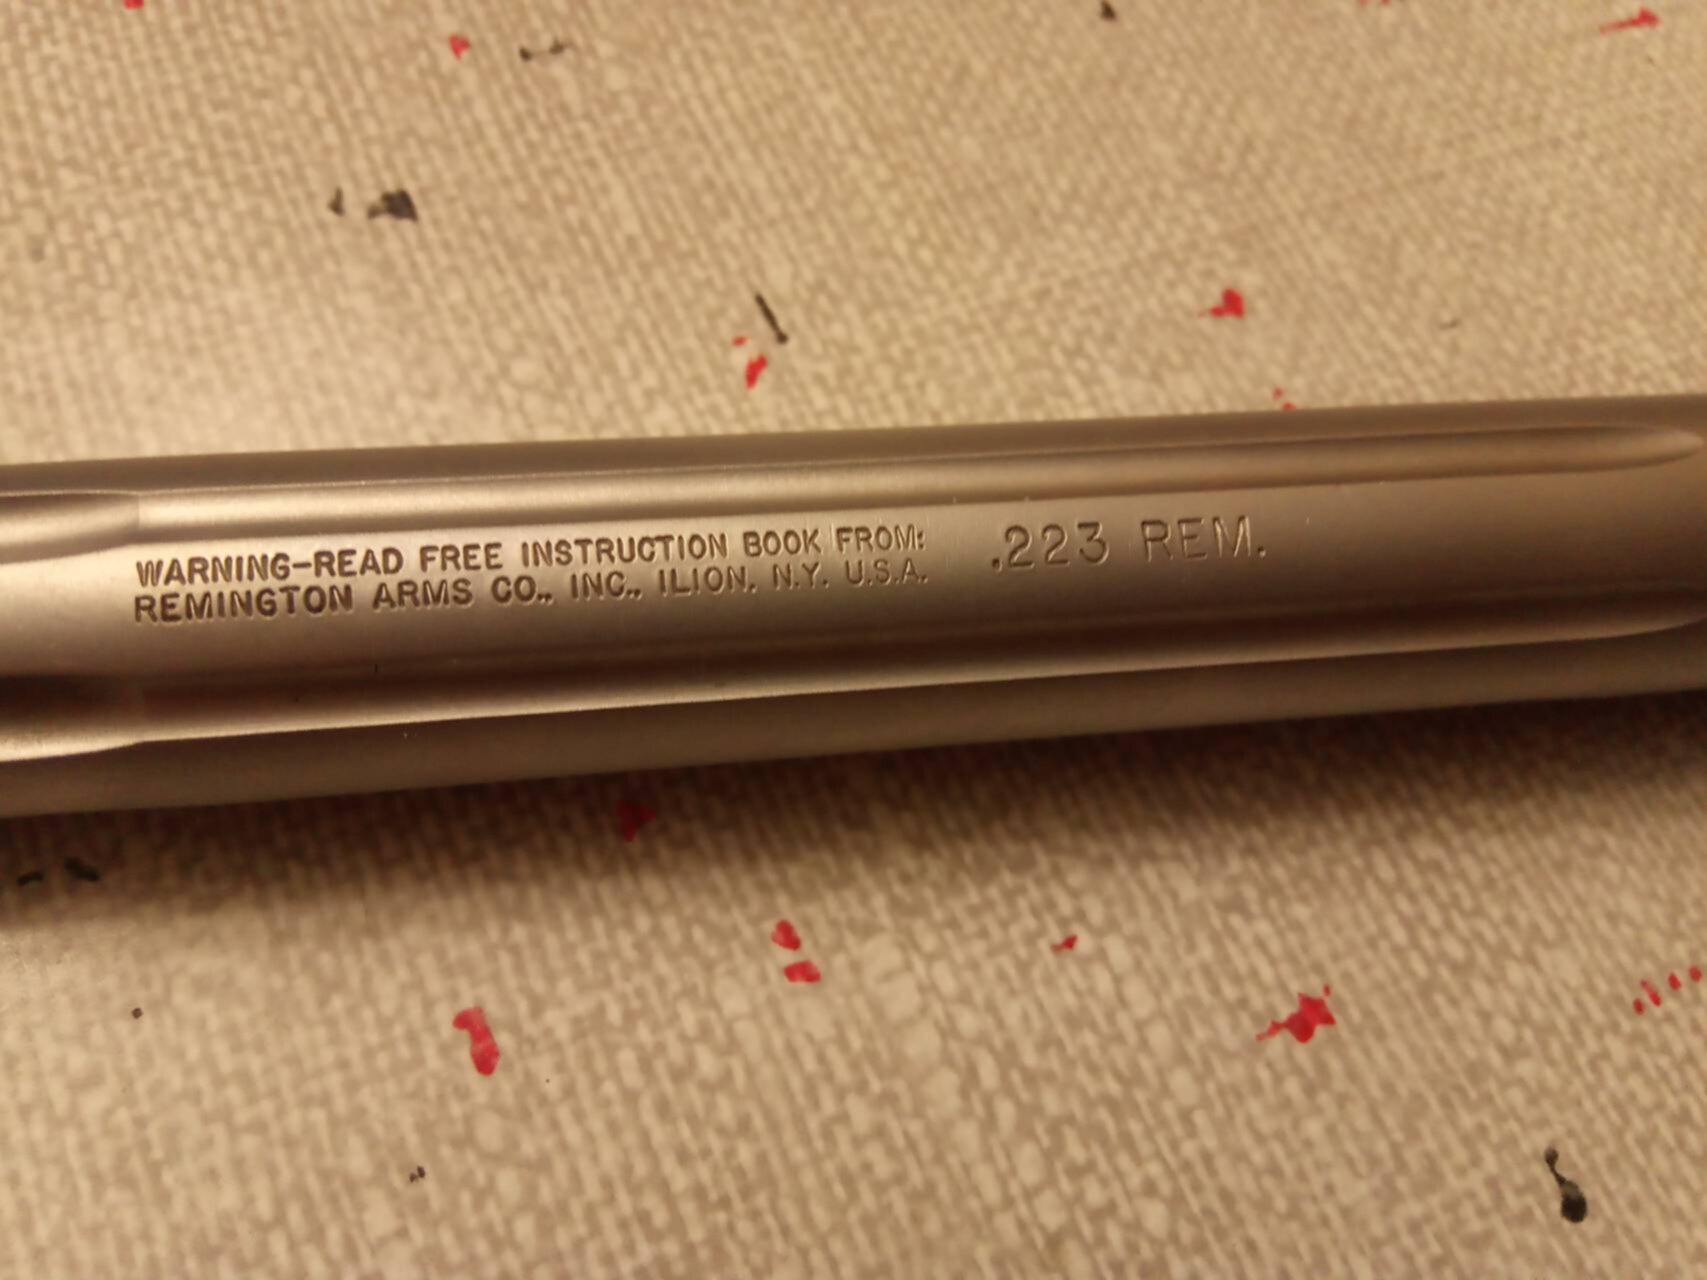 WARNING-READ FREE INSTRUCTION BOOK FROM:
REMINGTON ARMS CO., INC., ILION, N.Y. U.S.A.
.223 REM.